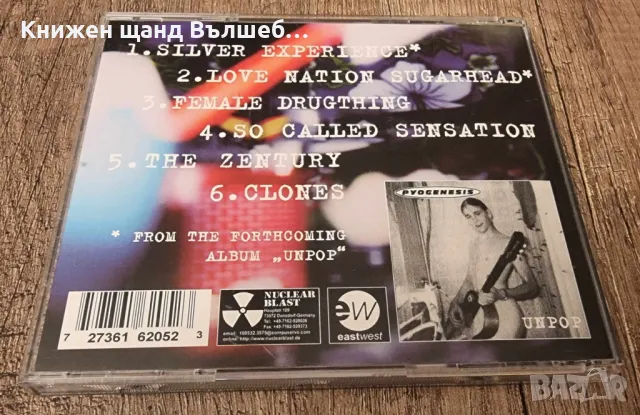 Книжен щанд Вълшеб...
1.SILVER EXPERIENCE*
2.LOVE NATION SUGARHEAD*
3.FEMALE DRUGTHING
4.SO CALLED SENSATION
5.THE ZENTURY
6.CLONES
* FROM THE FORTHCOMING
ALBUM „UNPOP“
PYOGENESIS
UNPOP
7 27361 62052 3
NUCLEAR
BLAST
ew
eastwest
BAZAR